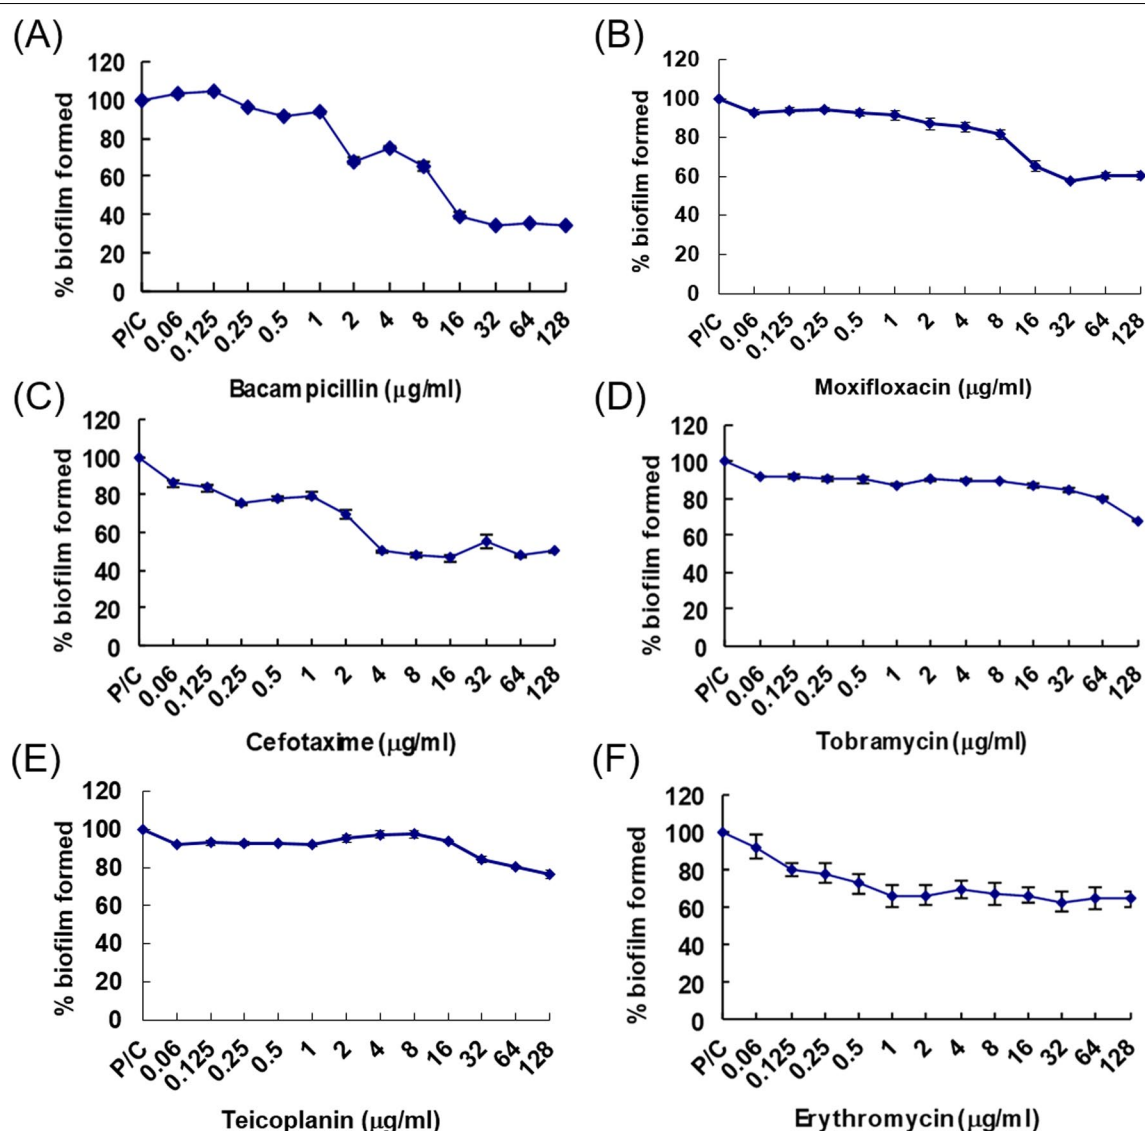 (A)
120
100
80
60
40
20
0
% biofilm formed
P/C 0.06 0.125 0.25 0.5 1 2 4 8 16 32 64 128
Bacampicillin (μg/ml)
(B)
120
100
80
60
40
20
0
% biofilm formed
P/C 0.06 0.125 0.25 0.5 1 2 4 8 16 32 64 128
Moxifloxacin (μg/ml)
(C)
120
100
80
60
40
20
0
% biofilm formed
P/C 0.06 0.125 0.25 0.5 1 2 4 8 16 32 64 128
Cefotaxime (μg/ml)
(D)
120
100
80
60
40
20
0
% biofilm formed
P/C 0.06 0.125 0.25 0.5 1 2 4 8 16 32 64 128
Tobramycin (μg/ml)
(E)
120
100
80
60
40
20
0
% biofilm formed
P/C 0.06 0.125 0.25 0.5 1 2 4 8 16 32 64 128
Teicoplanin (μg/ml)
(F)
120
100
80
60
40
20
0
% biofilm formed
P/C 0.06 0.125 0.25 0.5 1 2 4 8 16 32 64 128
Erythromycin (μg/ml)